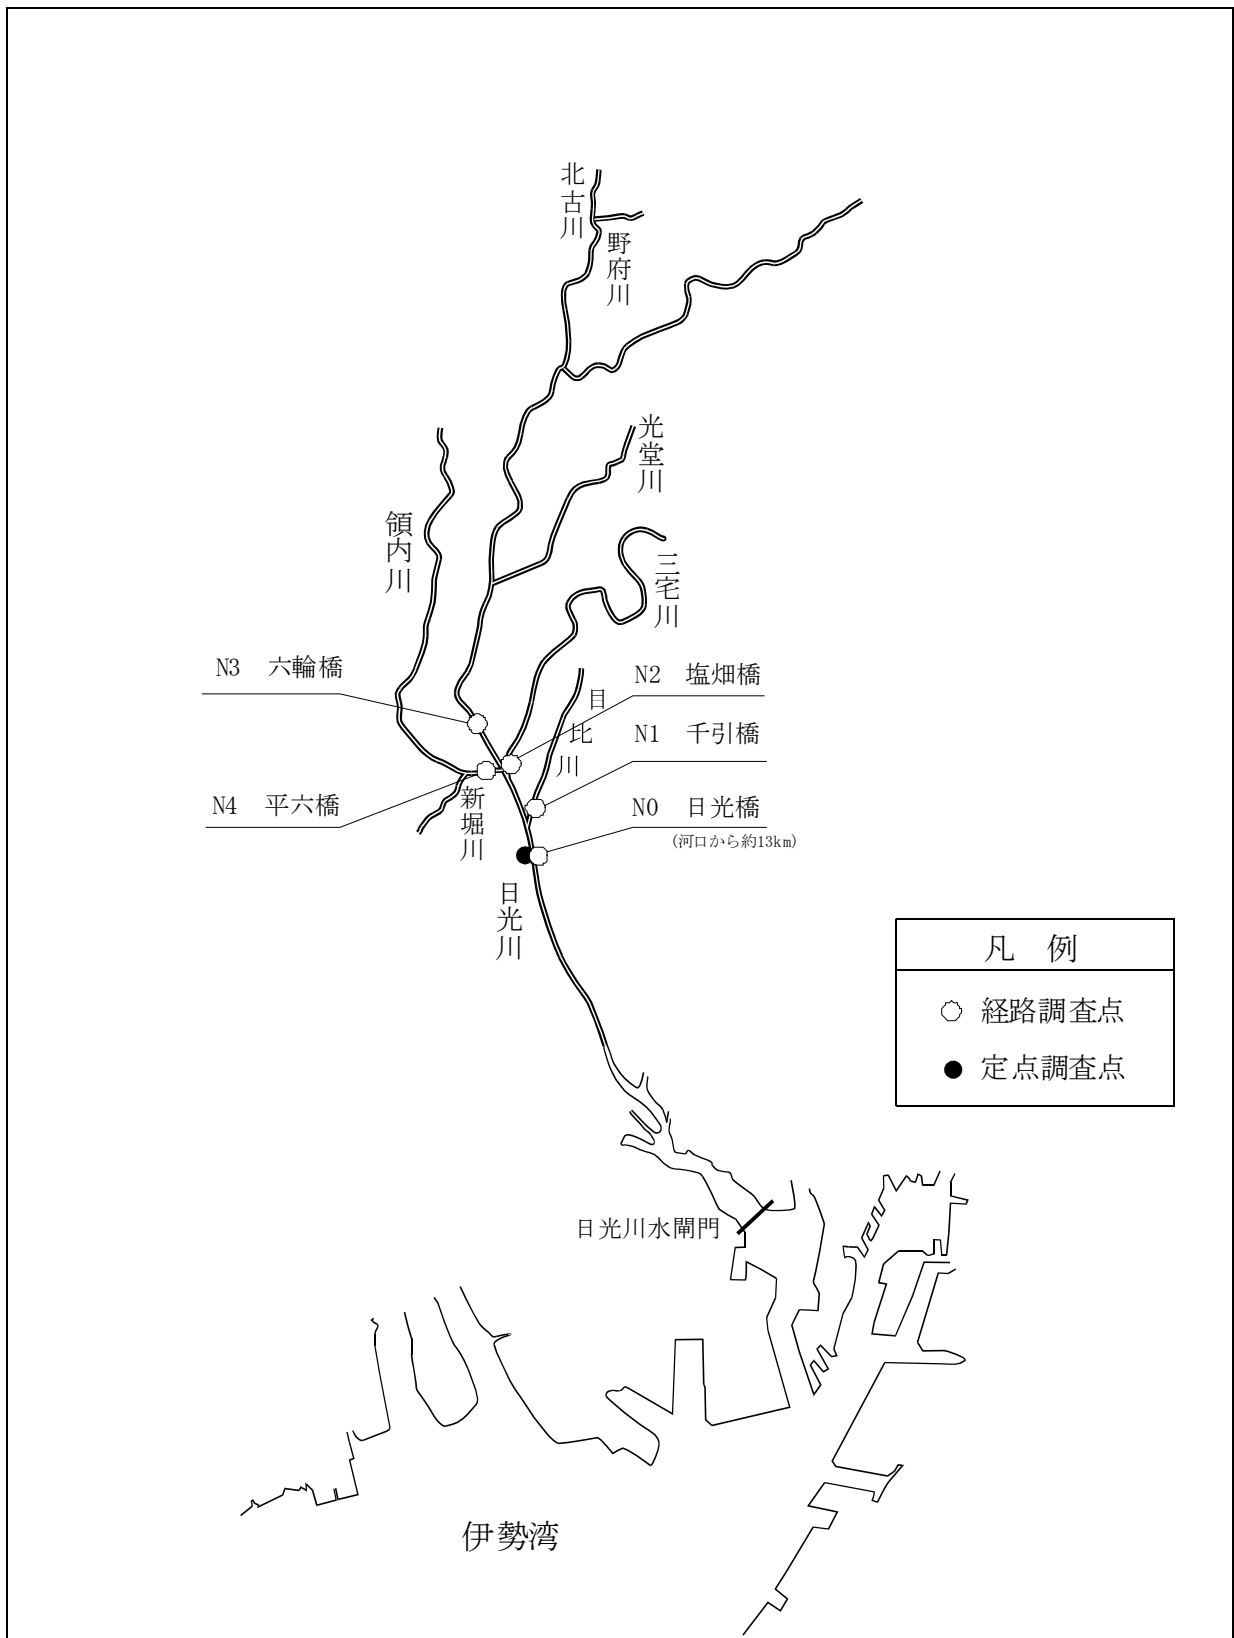 北古川
野府川
光堂川
領内川
三宅川
N3 六輪橋
N2 塩畑橋
目比川
N1 千引橋
N4 平六橋
新堀川
N0 日光橋
(河口から約13km)
日光川
凡 例
経路調査点
定点調査点
日光川水閘門
伊勢湾